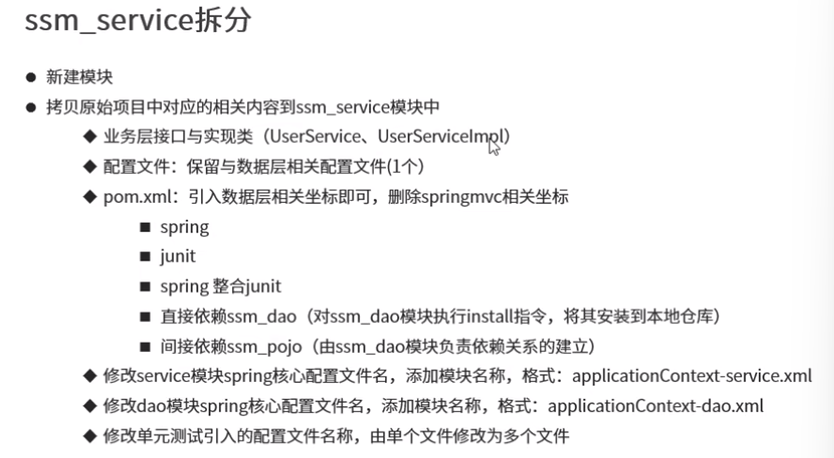 ssm_service拆分
新建模块
拷贝原始项目中对应的相关内容到ssm_service模块中
业务层接口与实现类（UserService、UserServiceImpl）
配置文件：保留与数据层相关配置文件(1个）
pom.xml：引入数据层相关坐标即可，删除springmvc相关坐标
spring
junit
spring 整合junit
直接依赖ssm_dao（对ssm_dao模块执行install指令，将其安装到本地仓库）
间接依赖ssm_pojo（由ssm_dao模块负责依赖关系的建立）
修改service模块spring核心配置文件名，添加模块名称，格式：applicationContext-service.xml
修改dao模块spring核心配置文件名，添加模块名称，格式：applicationContext-dao.xml
修改单元测试引入的配置文件名称，由单个文件修改为多个文件